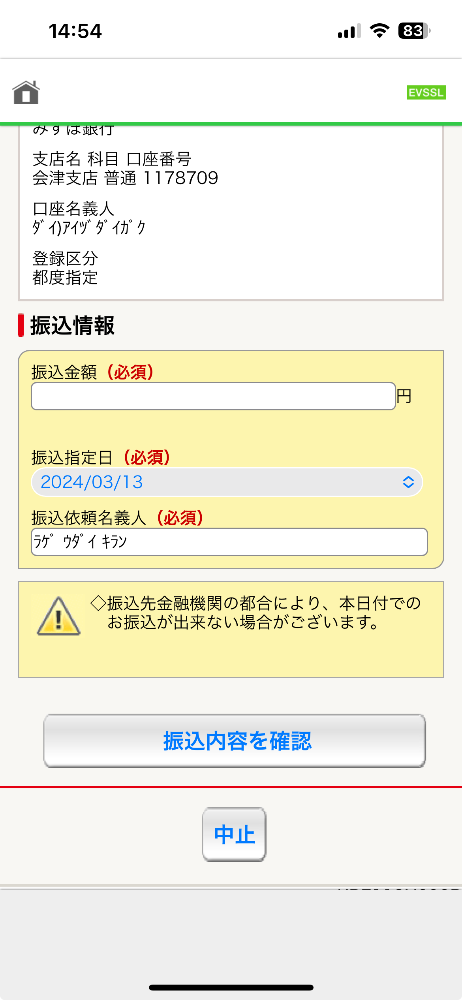 14:54
83
EVSSL
みずほ銀行
支店名 科目 口座番号
会津支店 普通 1178709
口座名義人
ﾀﾞｲ)ｱｲﾂﾞﾀﾞｲｶﾞｸ
登録区分
都度指定
振込情報
振込金額（必須）
円
振込指定日（必須）
2024/03/13
振込依頼名義人（必須）
ﾗｹﾞ ｳﾀﾞｲ ｷﾗﾝ
◇振込先金融機関の都合により、本日付での
お振込が出来ない場合がございます。
振込内容を確認
中止